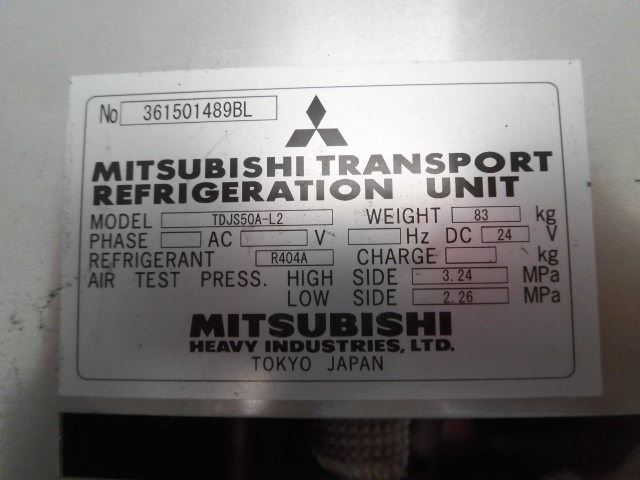 No 361501489BL
MITSUBISHI TRANSPORT
REFRIGERATION UNIT
MODEL TDJS50A-L2 WEIGHT 83 kg
PHASE AC V Hz DC 24 V
REFRIGERANT R404A CHARGE kg
AIR TEST PRESS. HIGH SIDE 3.24 MPa
LOW SIDE 2.26 MPa
MITSUBISHI
HEAVY INDUSTRIES, LTD.
TOKYO JAPAN